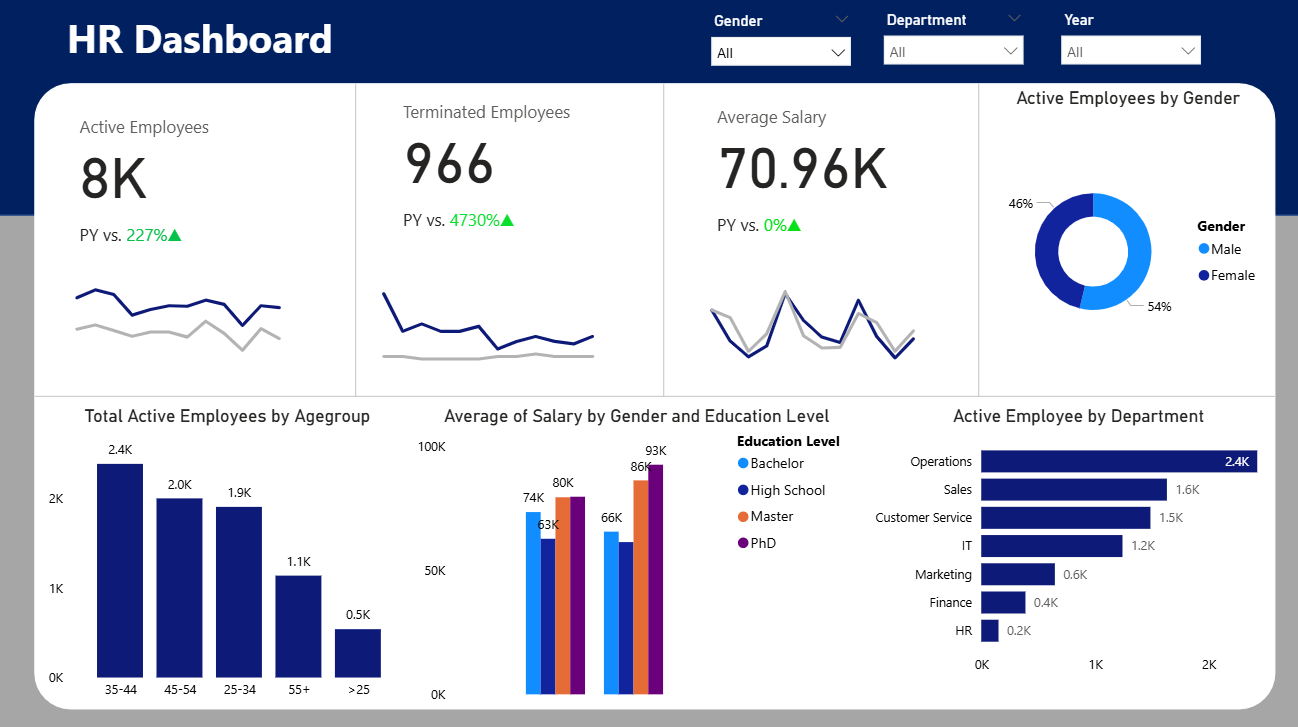 HR Dashboard
Gender
All
Department
All
Year
All
Active Employees
8K
PY vs. 227%▲
Terminated Employees
966
PY vs. 4730%▲
Average Salary
70.96K
PY vs. 0%▲
Active Employees by Gender
46%
54%
Gender
Male
Female
Total Active Employees by Agegroup
2K
1K
0K
2.4K
2.0K
1.9K
1.1K
0.5K
35-44
45-54
25-34
55+
>25
Average of Salary by Gender and Education Level
100K
50K
0K
74K
63K
80K
66K
86K
93K
Education Level
Bachelor
High School
Master
PhD
Active Employee by Department
Operations 2.4K
Sales 1.6K
Customer Service 1.5K
IT 1.2K
Marketing 0.6K
Finance 0.4K
HR 0.2K
0K 1K 2K